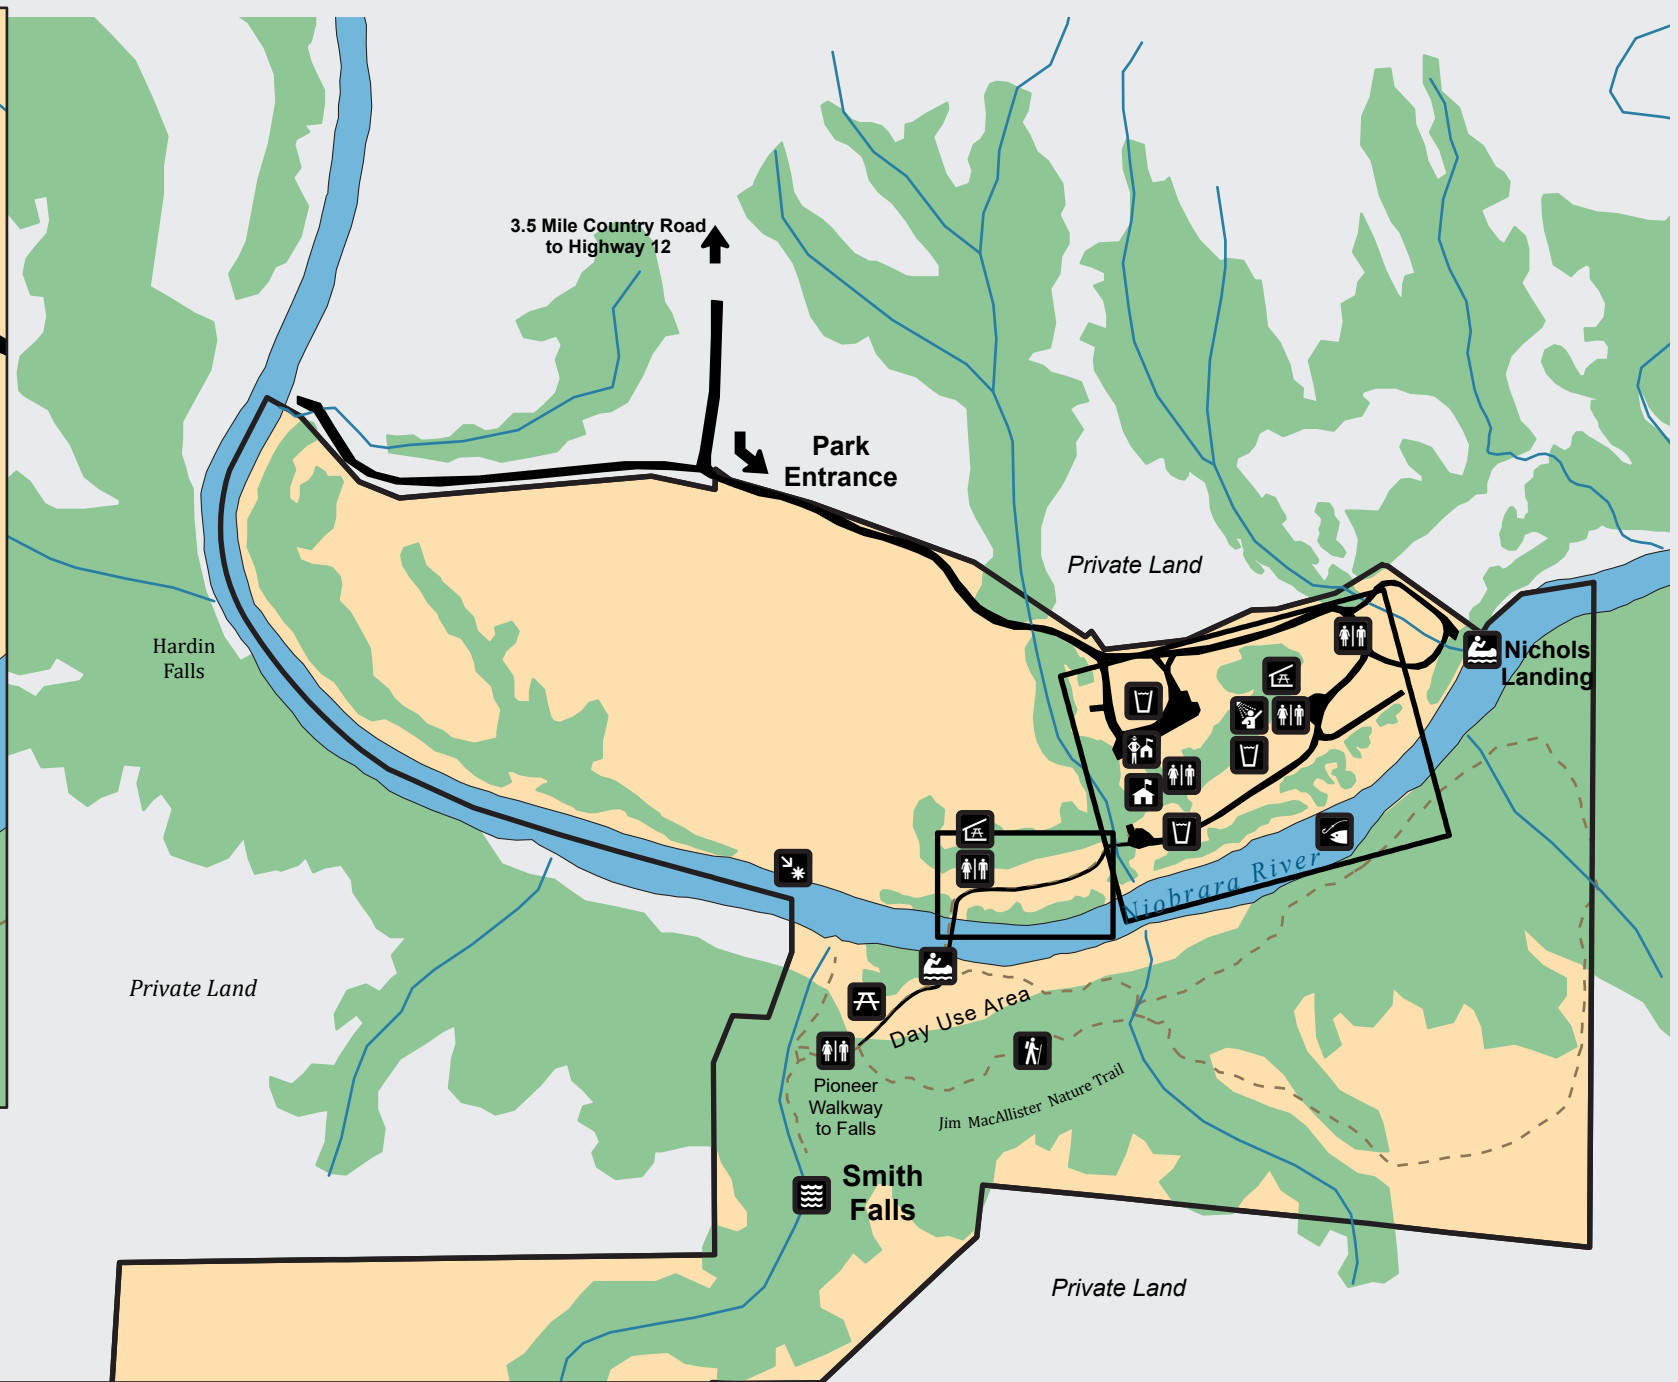 3.5 Mile Country Road
to Highway 12
Park
Entrance
Private Land
Hardin
Falls
Nichols
Landing
Niobrara River
Private Land
Day Use Area
Pioneer
Walkway
to Falls
Jim MacAllister Nature Trail
Smith
Falls
Private Land